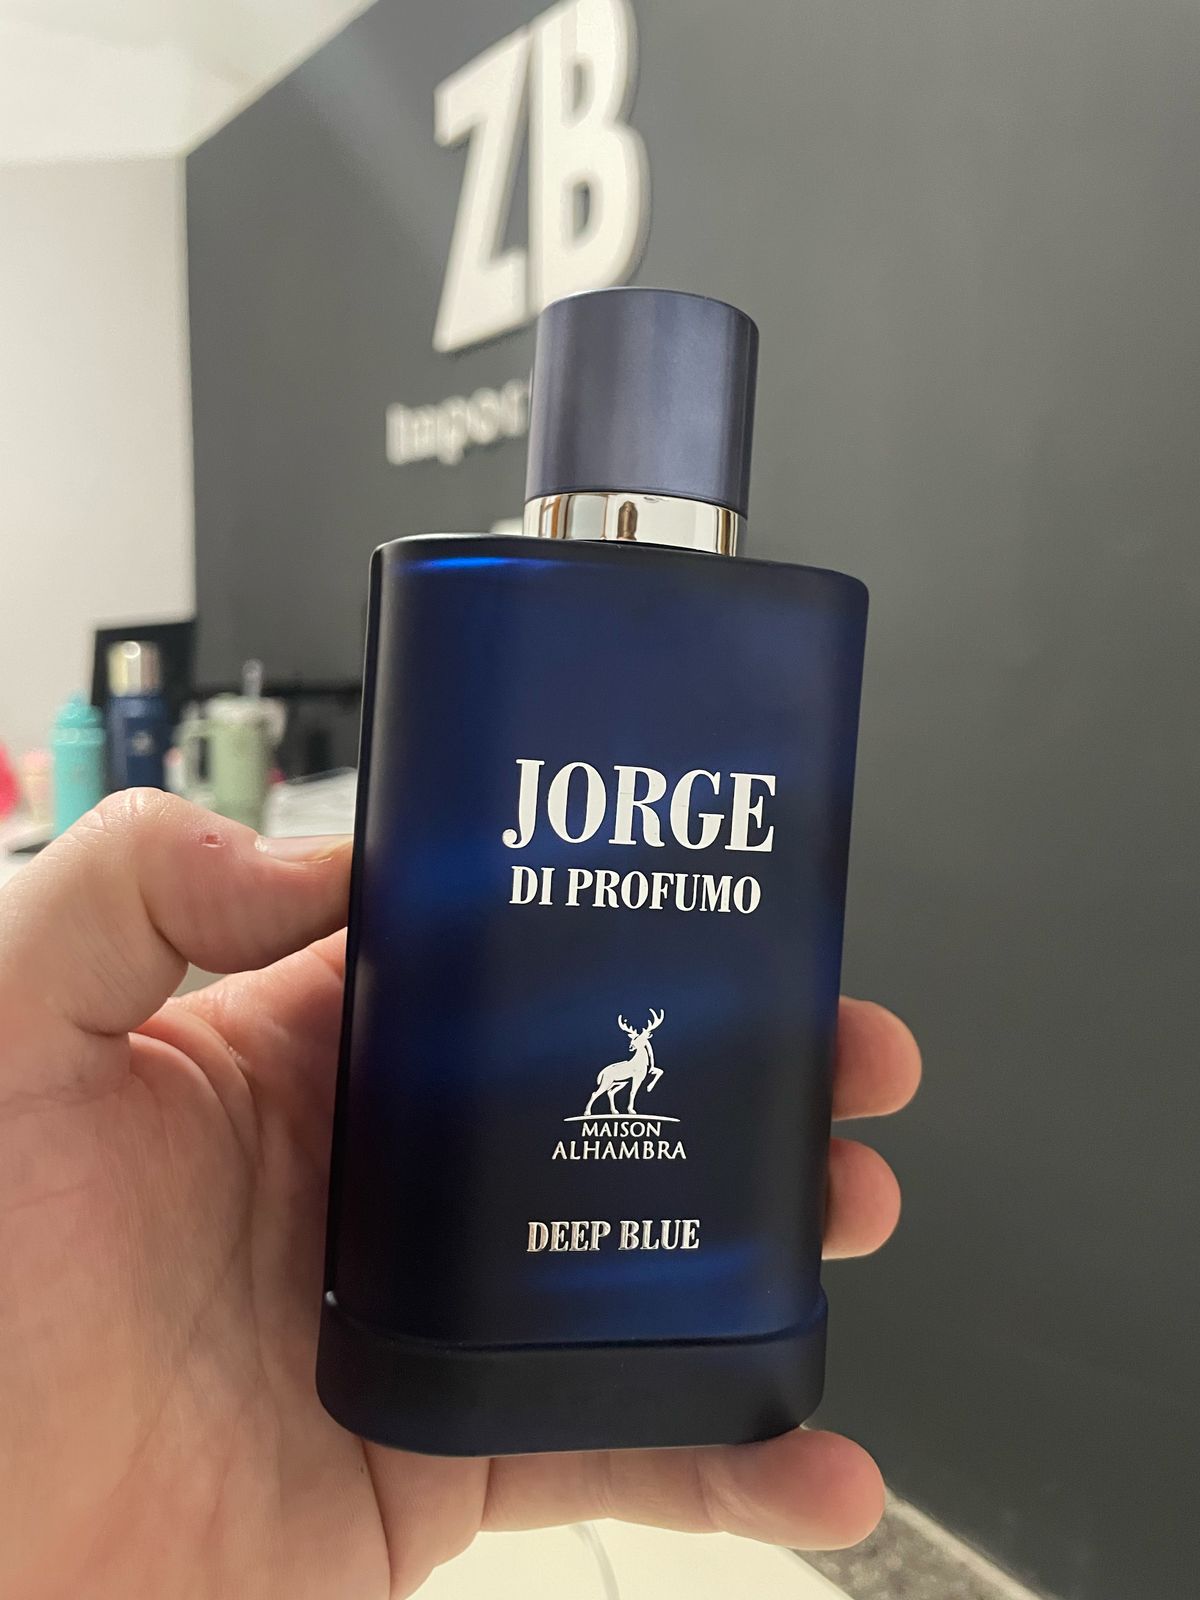 ZB
JORGE
DI PROFUMO
MAISON
ALHAMBRA
DEEP BLUE